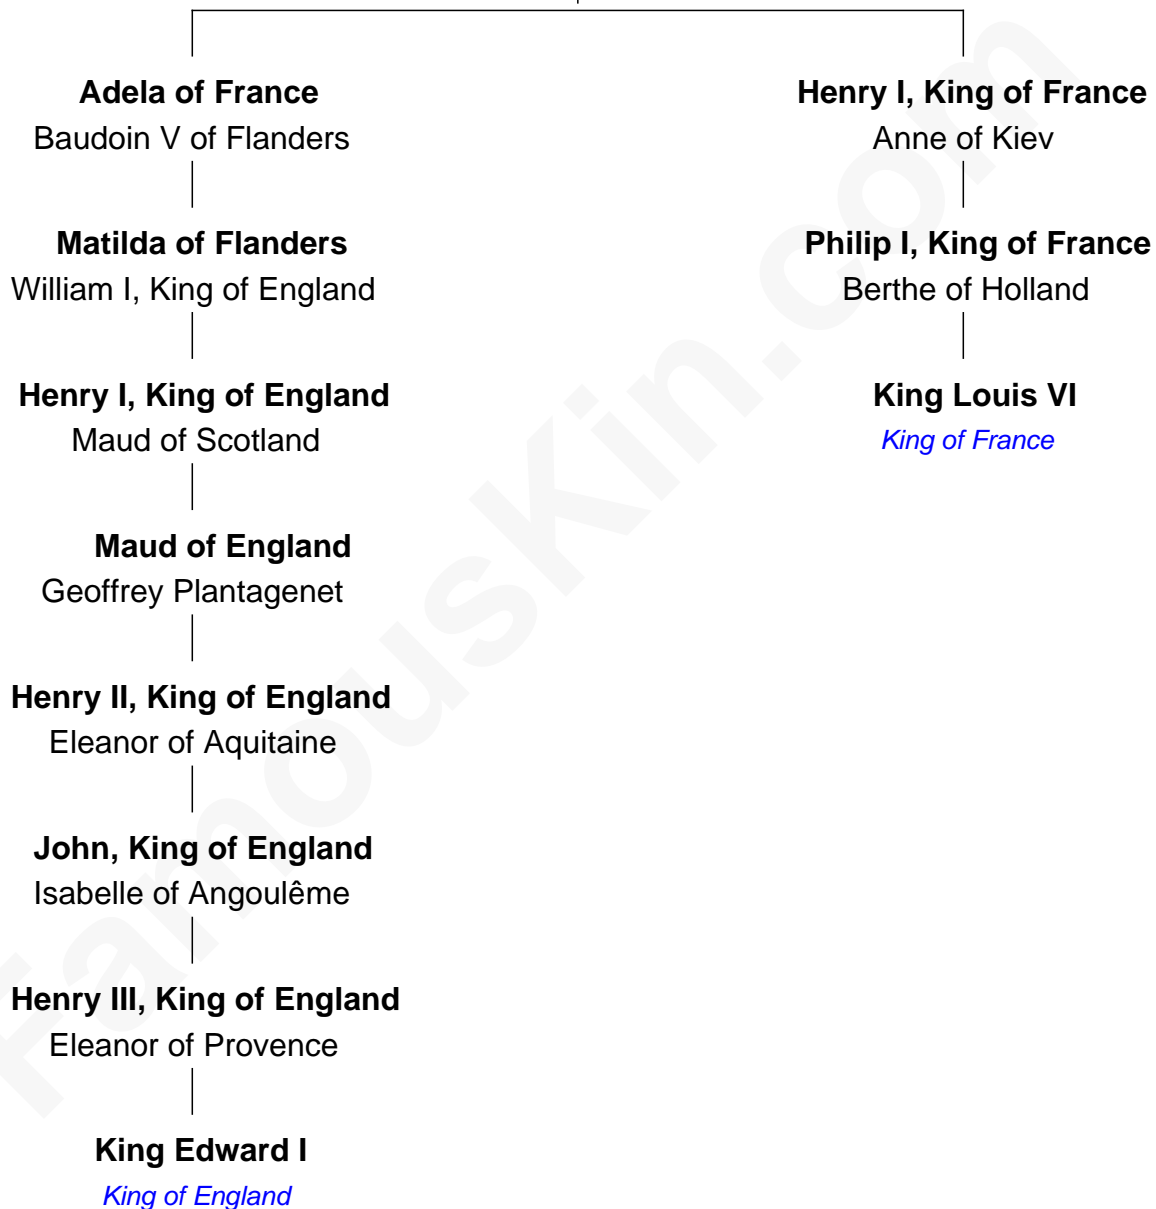 Adela of France
Baudoin V of Flanders
Henry I, King of France
Anne of Kiev
Matilda of Flanders
William I, King of England
Philip I, King of France
Berthe of Holland
Henry I, King of England
Maud of Scotland
King Louis VI
King of France
Maud of England
Geoffrey Plantagenet
Henry II, King of England
Eleanor of Aquitaine
John, King of England
Isabelle of Angoulême
Henry III, King of England
Eleanor of Provence
King Edward I
King of England
FamousKin.com